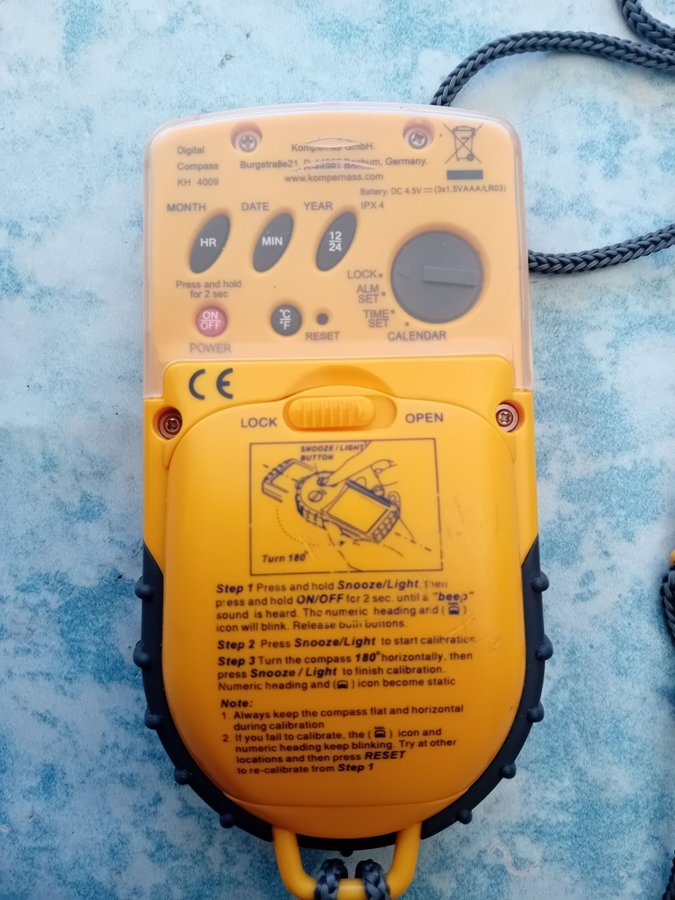 Digital
Compass
KH 4009
Kompernaß GmbH.
Burgstraße21, Bochum, Germany.
www.kompernass.com
Battery: DC 4.5V (3x1.5VAAA/LR03)
MONTH DATE YEAR IPX 4
HR MIN 12
24
Press and hold
for 2 sec
ON
OFF
POWER
°C
°F
RESET
LOCK
ALM
SET
TIME
SET
CALENDAR
CE
LOCK OPEN
SNOOZE / LIGHT
BUTTON
Turn 180°
Step 1 Press and hold Snooze/Light, then
press and hold ON/OFF for 2 sec. until a "beep"
sound is heard. The numeric heading and ( )
icon will blink. Release both buttons.
Step 2 Press Snooze/Light to start calibration
Step 3 Turn the compass 180° horizontally, then
press Snooze / Light to finish calibration.
Numeric heading and ( ) icon become static
Note:
1. Always keep the compass flat and horizontal
during calibration
2. If you fail to calibrate, the ( ) icon and
numeric heading keep blinking. Try at other
locations and then press RESET
to re-calibrate from Step 1